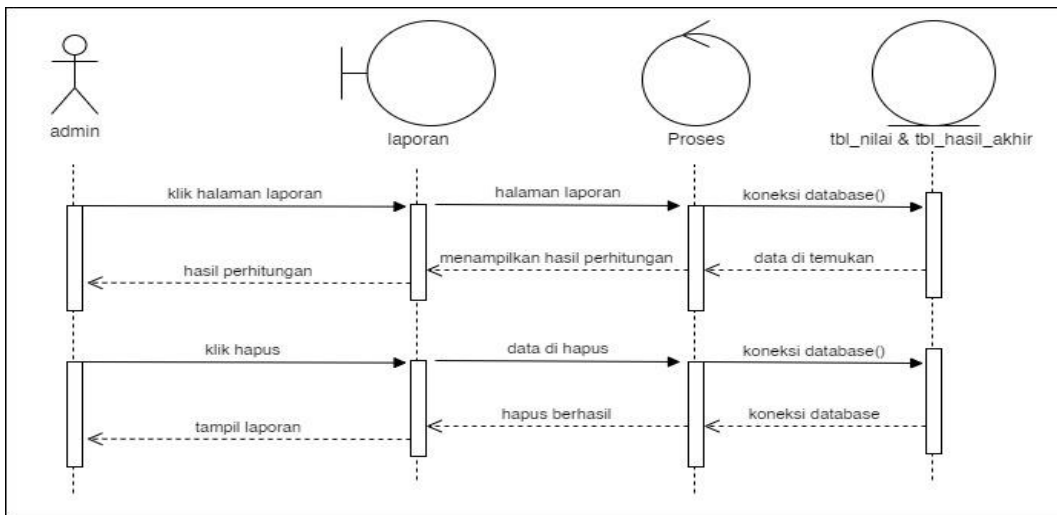 admin
laporan
Proses
tbl_nilai & tbl_hasil_akhir
klik halaman laporan
halaman laporan
koneksi database()
hasil perhitungan
menampilkan hasil perhitungan
data di temukan
klik hapus
data di hapus
koneksi database()
tampil laporan
hapus berhasil
koneksi database